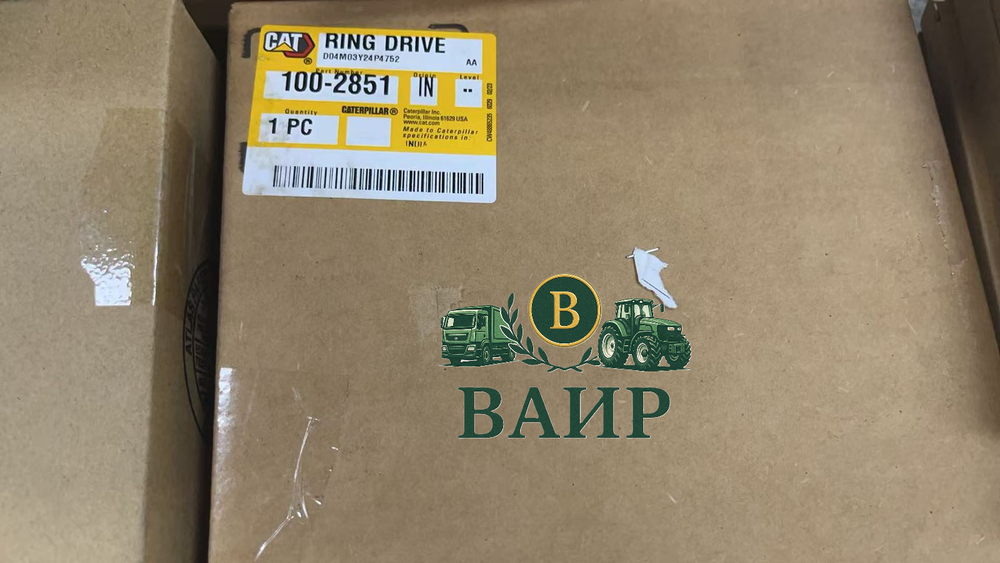 CAT
®
RING DRIVE
D04M03Y24P4752
AA
Part Number
Origin
Level
100-2851
IN
--
Quantity
CATERPILLAR®
1 PC
Caterpillar Inc.
Peoria, Illinois 61629 USA
www.cat.com
Made to Caterpillar
specifications in:
INDIA
B
ВАИР